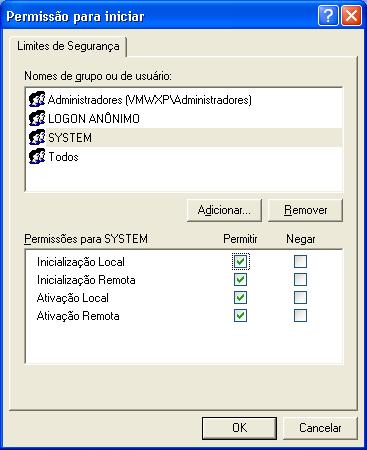 Permissão para iniciar
Limites de Segurança
Nomes de grupo ou de usuário:
Administradores (VMWXP\Administradores)
LOGON ANÔNIMO
SYSTEM
Todos
Adicionar... Remover
Permissões para SYSTEM Permitir Negar
Inicialização Local
Inicialização Remota
Ativação Local
Ativação Remota
OK Cancelar